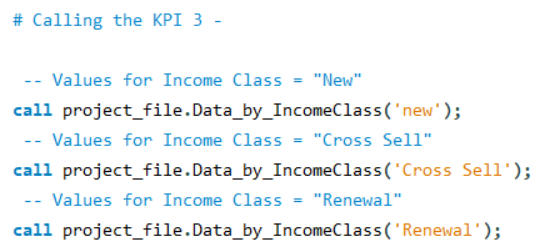 # Calling the KPI 3 -
-- Values for Income Class = "New"
call project_file.Data_by_IncomeClass('new');
-- Values for Income Class = "Cross Sell"
call project_file.Data_by_IncomeClass('Cross Sell');
-- Values for Income Class = "Renewal"
call project_file.Data_by_IncomeClass('Renewal');